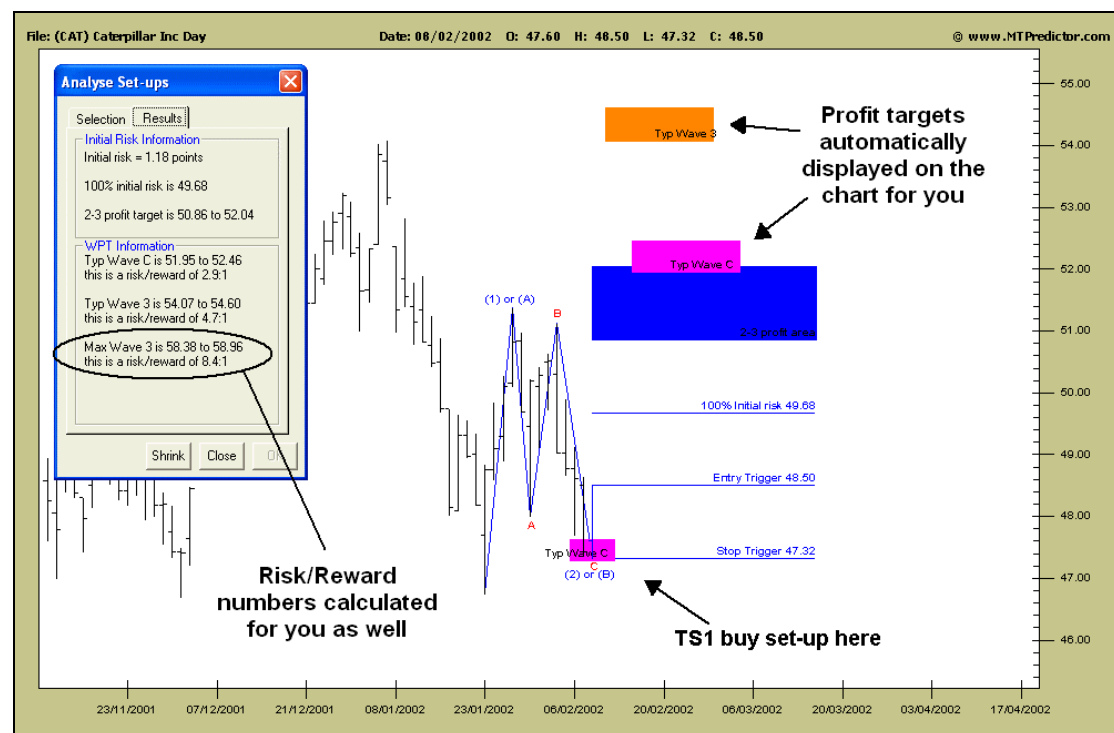 File: (CAT) Caterpillar Inc Day
Date: 08/02/2002 O: 47.60 H: 48.50 L: 47.32 C: 48.50
© www.MTPredictor.com
Analyse Set-ups
Selection Results
Initial Risk Information
Initial risk = 1.18 points
100% initial risk is 49.68
2-3 profit target is 50.86 to 52.04
WPT Information
Typ Wave C is 51.95 to 52.46
this is a risk/reward of 2.9:1
Typ Wave 3 is 54.07 to 54.60
this is a risk/reward of 4.7:1
Max Wave 3 is 58.38 to 58.96
this is a risk/reward of 8.4:1
Shrink Close OK
Risk/Reward
numbers calculated
for you as well
Typ Wave 3
Profit targets
automatically
displayed on the
chart for you
Typ Wave C
2-3 profit area
(1) or (A)
B
100% Initial risk 49.68
Entry Trigger 48.50
A
Typ Wave C
Stop Trigger 47.32
C
(2) or (B)
TS1 buy set-up here
55.00
54.00
53.00
52.00
51.00
50.00
49.00
48.00
47.00
46.00
23/11/2001 07/12/2001 21/12/2001 08/01/2002 23/01/2002 06/02/2002 20/02/2002 06/03/2002 20/03/2002 03/04/2002 17/04/2002